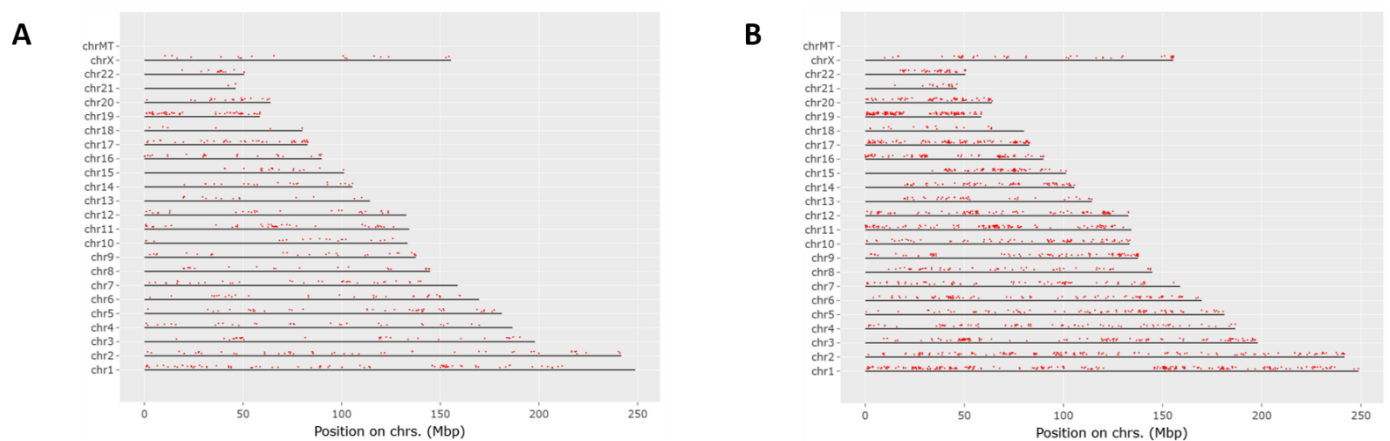 A
chrMT
chrX
chr22
chr21
chr20
chr19
chr18
chr17
chr16
chr15
chr14
chr13
chr12
chr11
chr10
chr9
chr8
chr7
chr6
chr5
chr4
chr3
chr2
chr1
0 50 100 150 200 250
Position on chrs. (Mbp)
B
chrMT
chrX
chr22
chr21
chr20
chr19
chr18
chr17
chr16
chr15
chr14
chr13
chr12
chr11
chr10
chr9
chr8
chr7
chr6
chr5
chr4
chr3
chr2
chr1
0 50 100 150 200 250
Position on chrs. (Mbp)